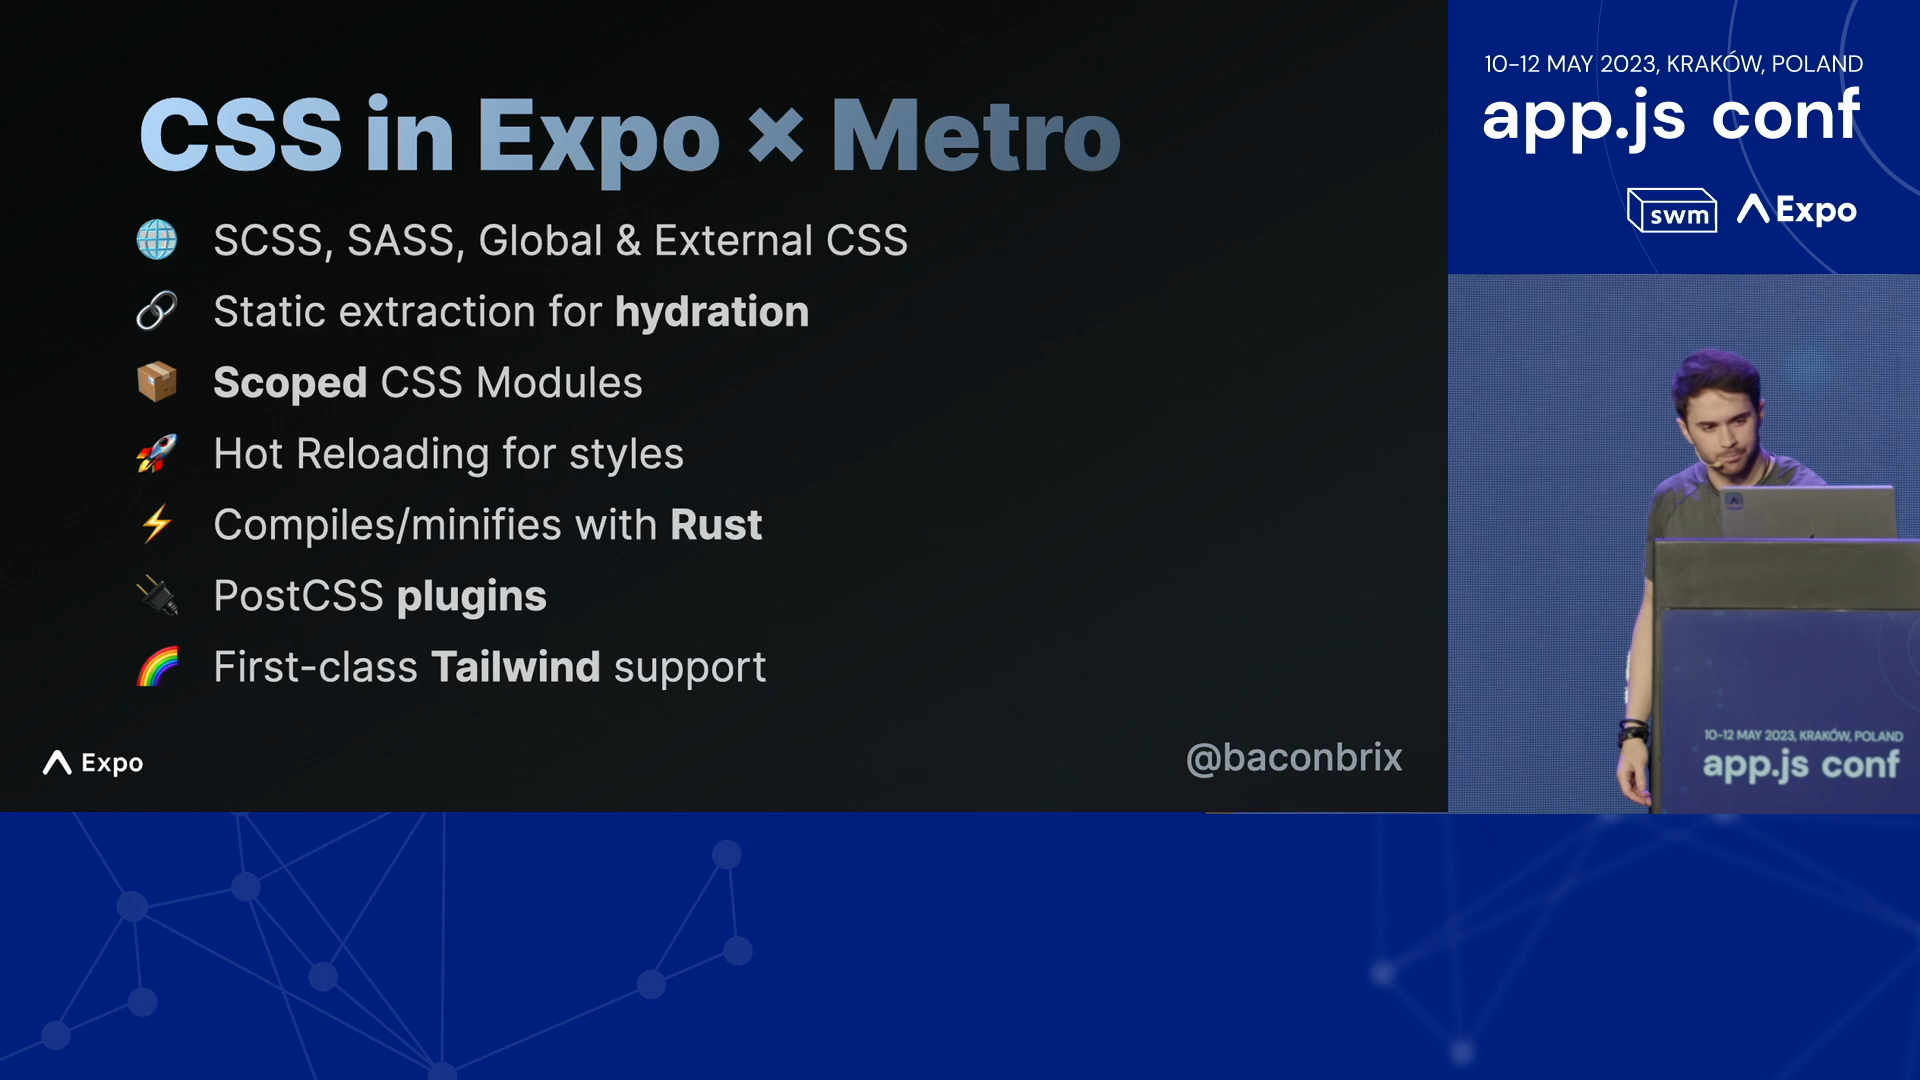 CSS in Expo × Metro
SCSS, SASS, Global & External CSS
Static extraction for hydration
Scoped CSS Modules
Hot Reloading for styles
Compiles/minifies with Rust
PostCSS plugins
First-class Tailwind support
Expo
@baconbrix
10–12 MAY 2023, KRAKÓW, POLAND
app.js conf
swm
Expo
10-12 MAY 2023, KRAKÓW, POLAND
app.js conf